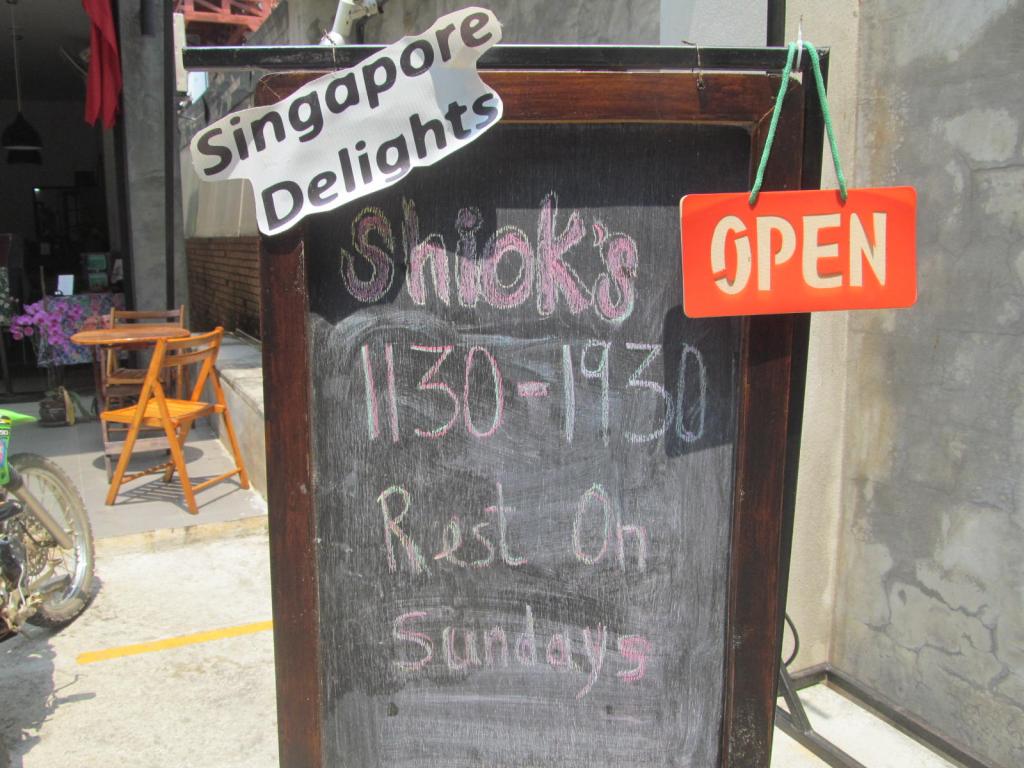 Singapore
Delights
OPEN
Shiok's
1130-1930
Rest On
Sundays